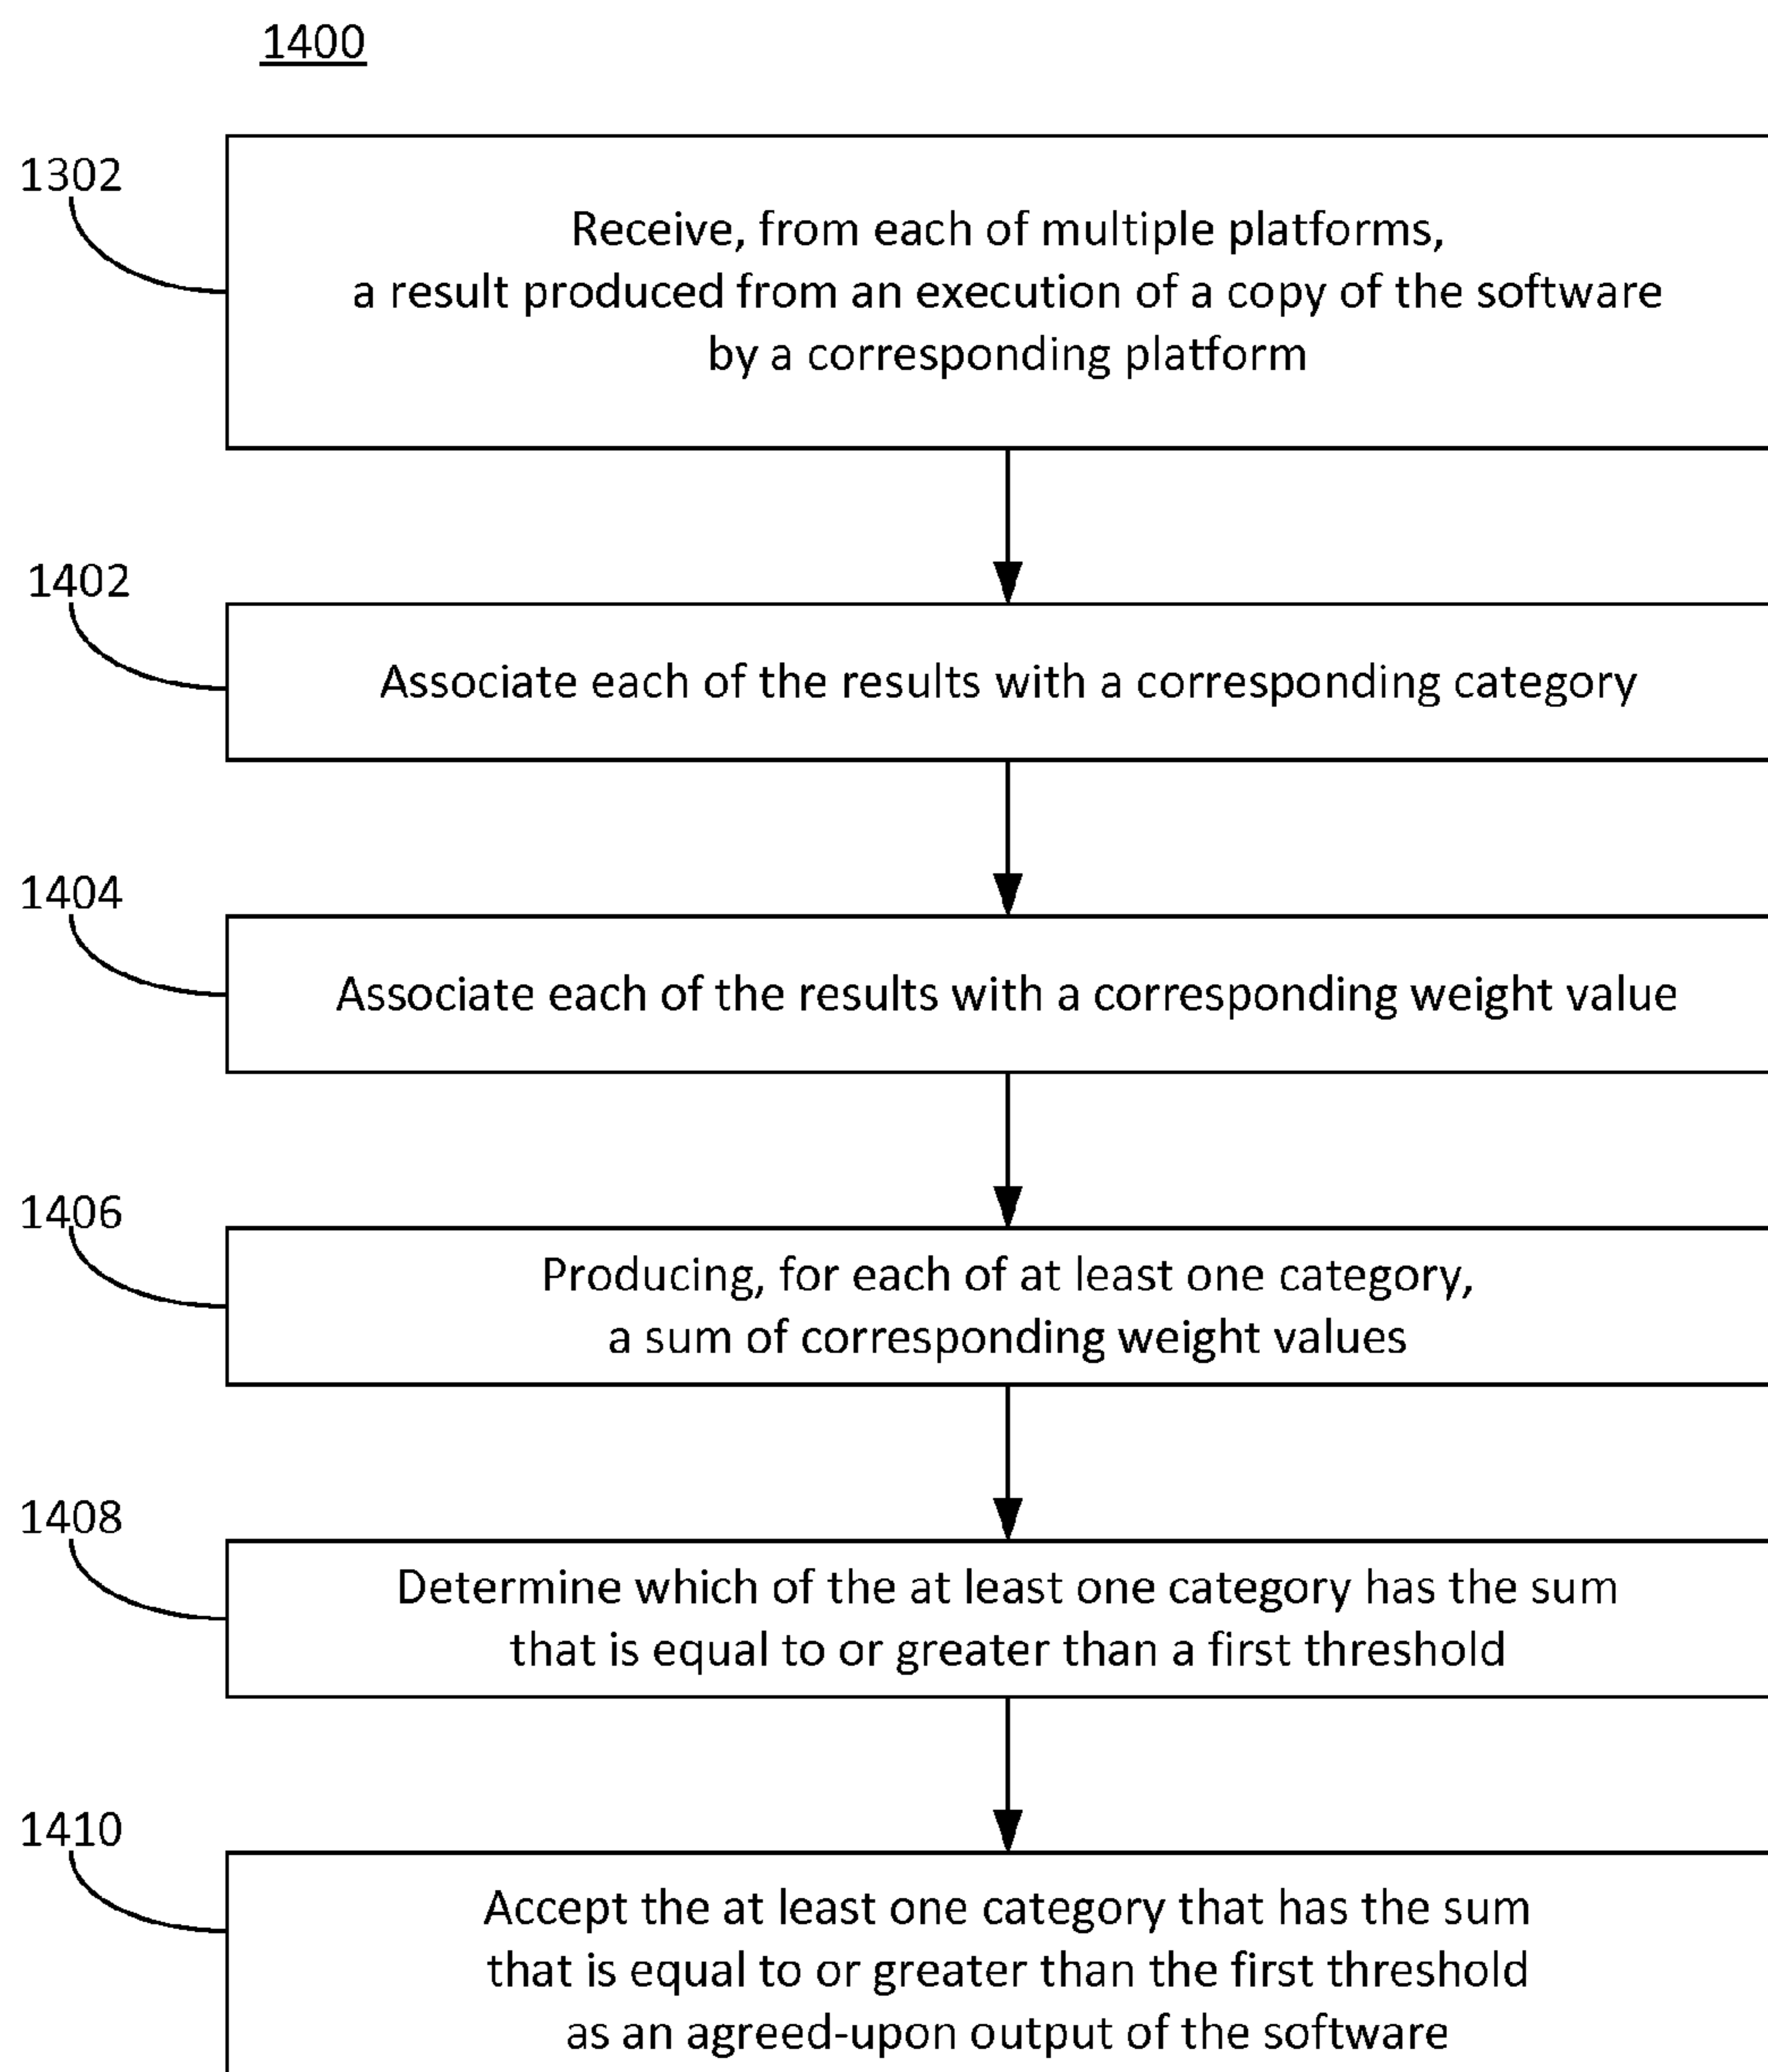 1400
1302
Receive, from each of multiple platforms,
a result produced from an execution of a copy of the software
by a corresponding platform
1402
Associate each of the results with a corresponding category
1404
Associate each of the results with a corresponding weight value
1406
Producing, for each of at least one category,
a sum of corresponding weight values
1408
Determine which of the at least one category has the sum
that is equal to or greater than a first threshold
1410
Accept the at least one category that has the sum
that is equal to or greater than the first threshold
as an agreed-upon output of the software